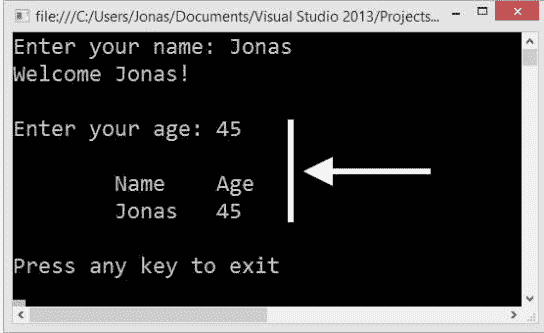 file:///C:/Users/Jonas/Documents/Visual Studio 2013/Projects...
Enter your name: Jonas
Welcome Jonas!
Enter your age: 45
Name Age
Jonas 45
Press any key to exit